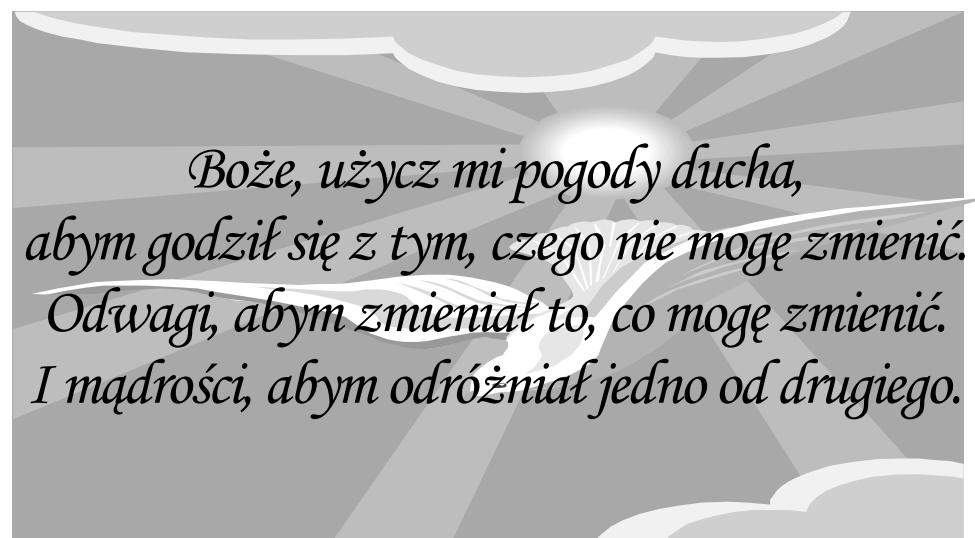 Boże, użycz mi pogody ducha,
abym godził się z tym, czego nie mogę zmienić.
Odwagi, abym zmieniał to, co mogę zmienić.
I mądrości, abym odróżniał jedno od drugiego.